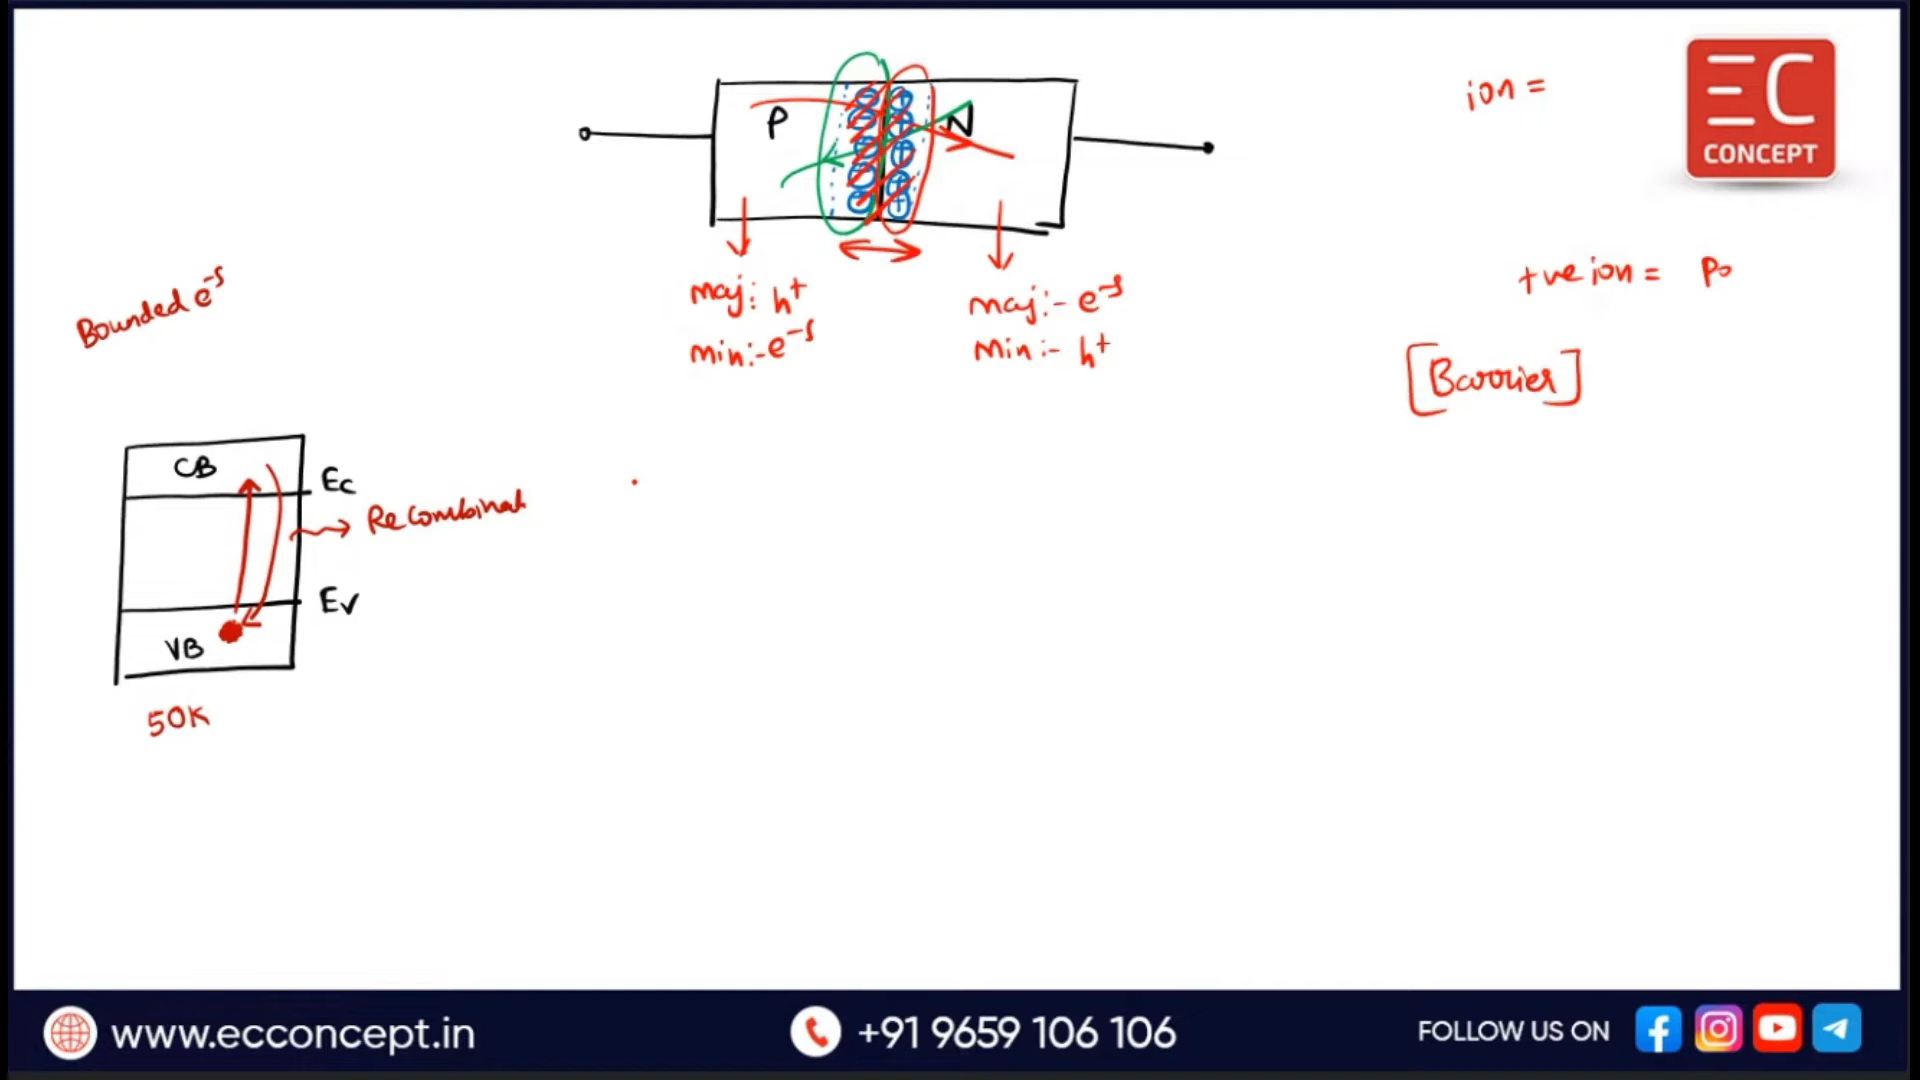 ion =
EC
CONCEPT
P
N
+ve ion = Po
Bounded e⁻ˢ
maj: h⁺
min:- e⁻ˢ
maj:- e⁻ˢ
Min:- h⁺
[Barrier]
CB
Ec
Recombinat
Ev
VB
50K
www.ecconcept.in
+91 9659 106 106
FOLLOW US ON